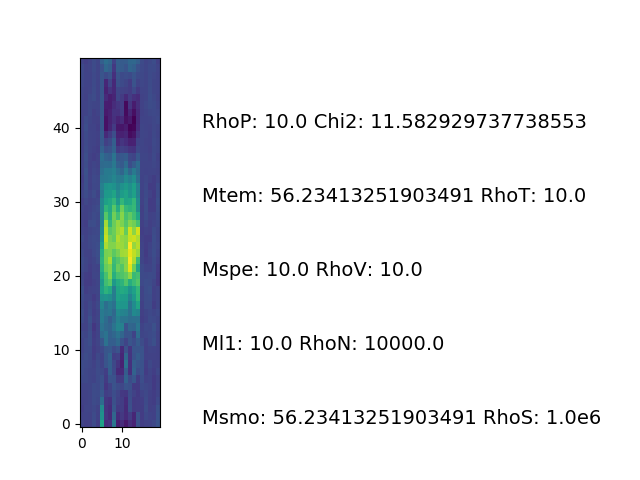 40
30
20
10
0
0 10
RhoP: 10.0 Chi2: 11.582929737738553
Mtem: 56.23413251903491 RhoT: 10.0
Mspe: 10.0 RhoV: 10.0
Ml1: 10.0 RhoN: 10000.0
Msmo: 56.23413251903491 RhoS: 1.0e6